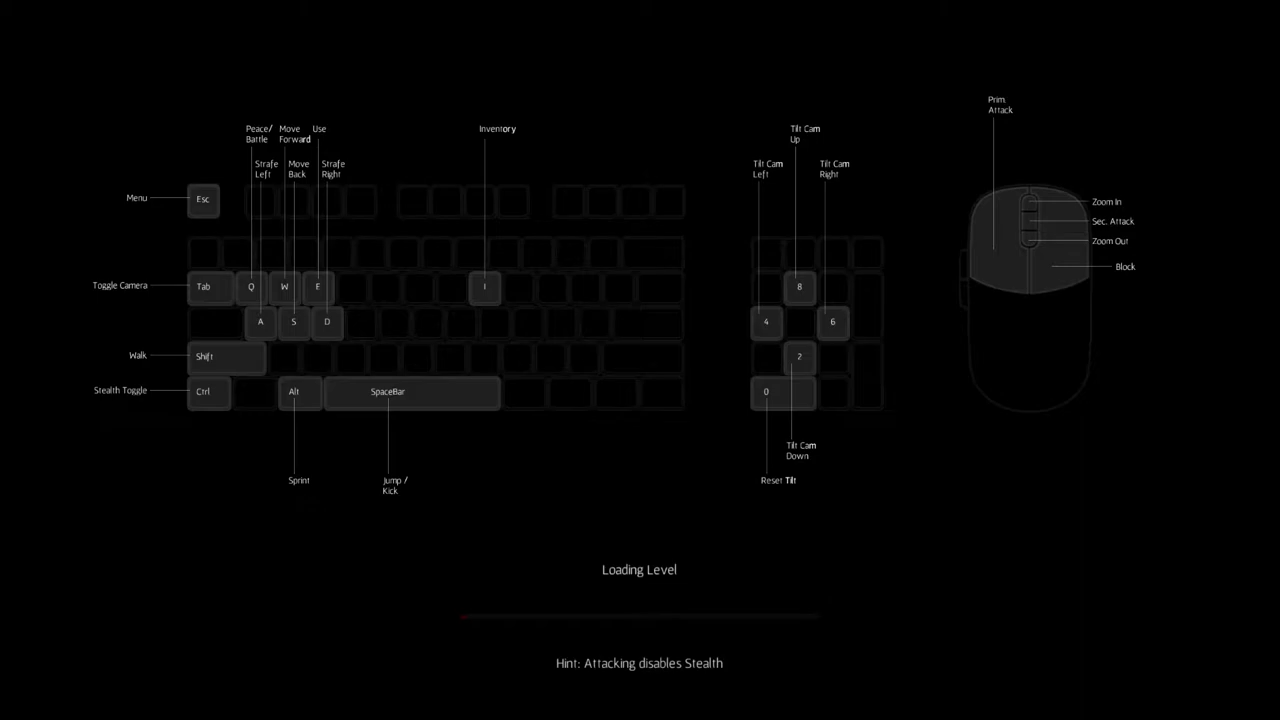 Prim.
Attack
Peace/
Battle
Move
Forward
Use
Inventory
Tilt Cam
Up
Strafe
Left
Move
Back
Strafe
Right
Tilt Cam
Left
Tilt Cam
Right
Menu
Esc
Zoom In
Sec. Attack
Zoom Out
Block
Toggle Camera
Tab
Q
W
E
I
8
A
S
D
4
6
Walk
Shift
2
Stealth Toggle
Ctrl
Alt
SpaceBar
0
Tilt Cam
Down
Sprint
Jump /
Kick
Reset Tilt
Loading Level
Hint: Attacking disables Stealth